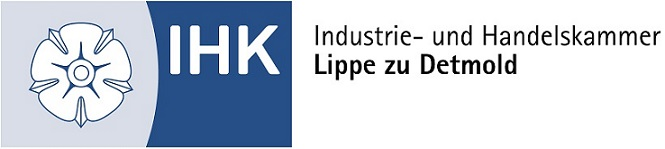 IHK
Industrie- und Handelskammer
Lippe zu Detmold